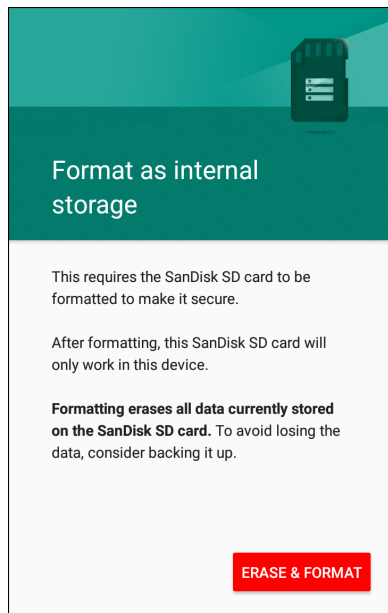 Format as internal
storage
This requires the SanDisk SD card to be
formatted to make it secure.
After formatting, this SanDisk SD card will
only work in this device.
Formatting erases all data currently stored
on the SanDisk SD card. To avoid losing the
data, consider backing it up.
ERASE & FORMAT